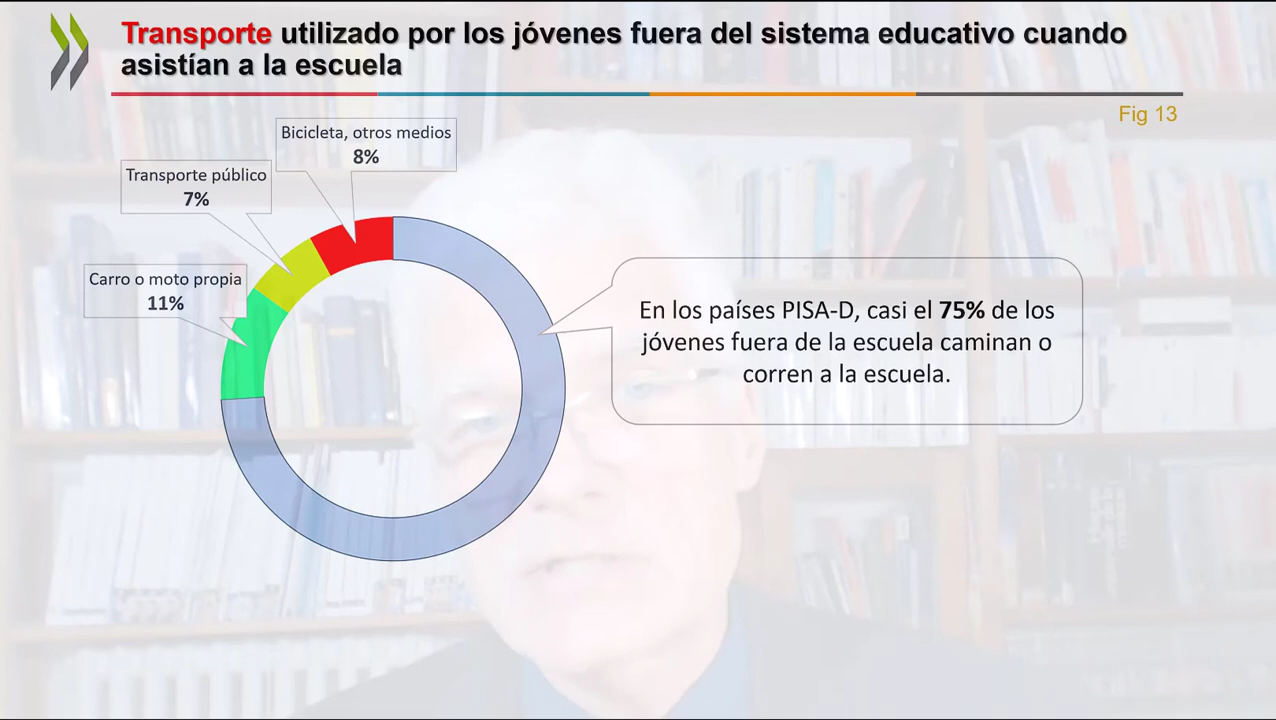 Transporte utilizado por los jóvenes fuera del sistema educativo cuando
asistían a la escuela
Fig 13
Bicicleta, otros medios
8%
Transporte público
7%
Carro o moto propia
11%
En los países PISA-D, casi el 75% de los
jóvenes fuera de la escuela caminan o
corren a la escuela.